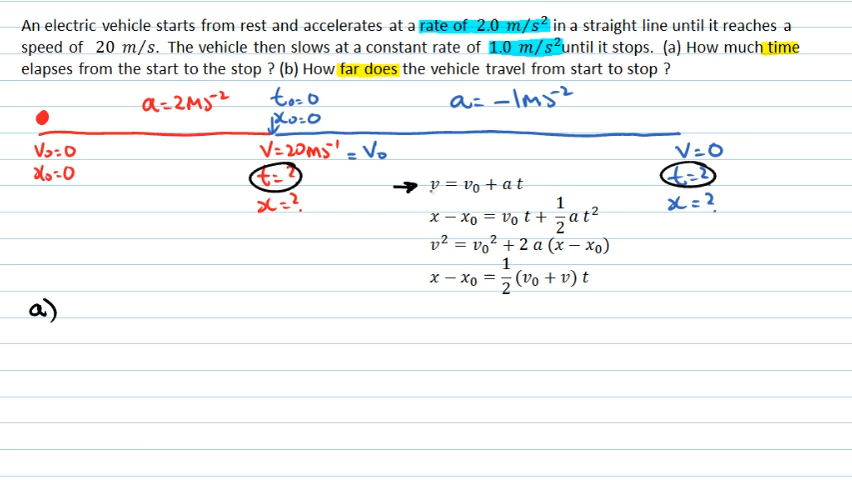 An electric vehicle starts from rest and accelerates at a rate of 2.0 m/s² in a straight line until it reaches a
speed of 20 m/s. The vehicle then slows at a constant rate of 1.0 m/s² until it stops. (a) How much time
elapses from the start to the stop ? (b) How far does the vehicle travel from start to stop ?
a=2ms⁻² t₀=0 a= -1ms⁻²
x₀=0
V₀=0 V=20ms⁻¹ = V₀ V=0
x₀=0 t=? t=?
x=? x=?
→ v = v₀ + a t
x − x₀ = v₀ t + 1/2 a t²
v² = v₀² + 2 a (x − x₀)
x − x₀ = 1/2 (v₀ + v) t
a)